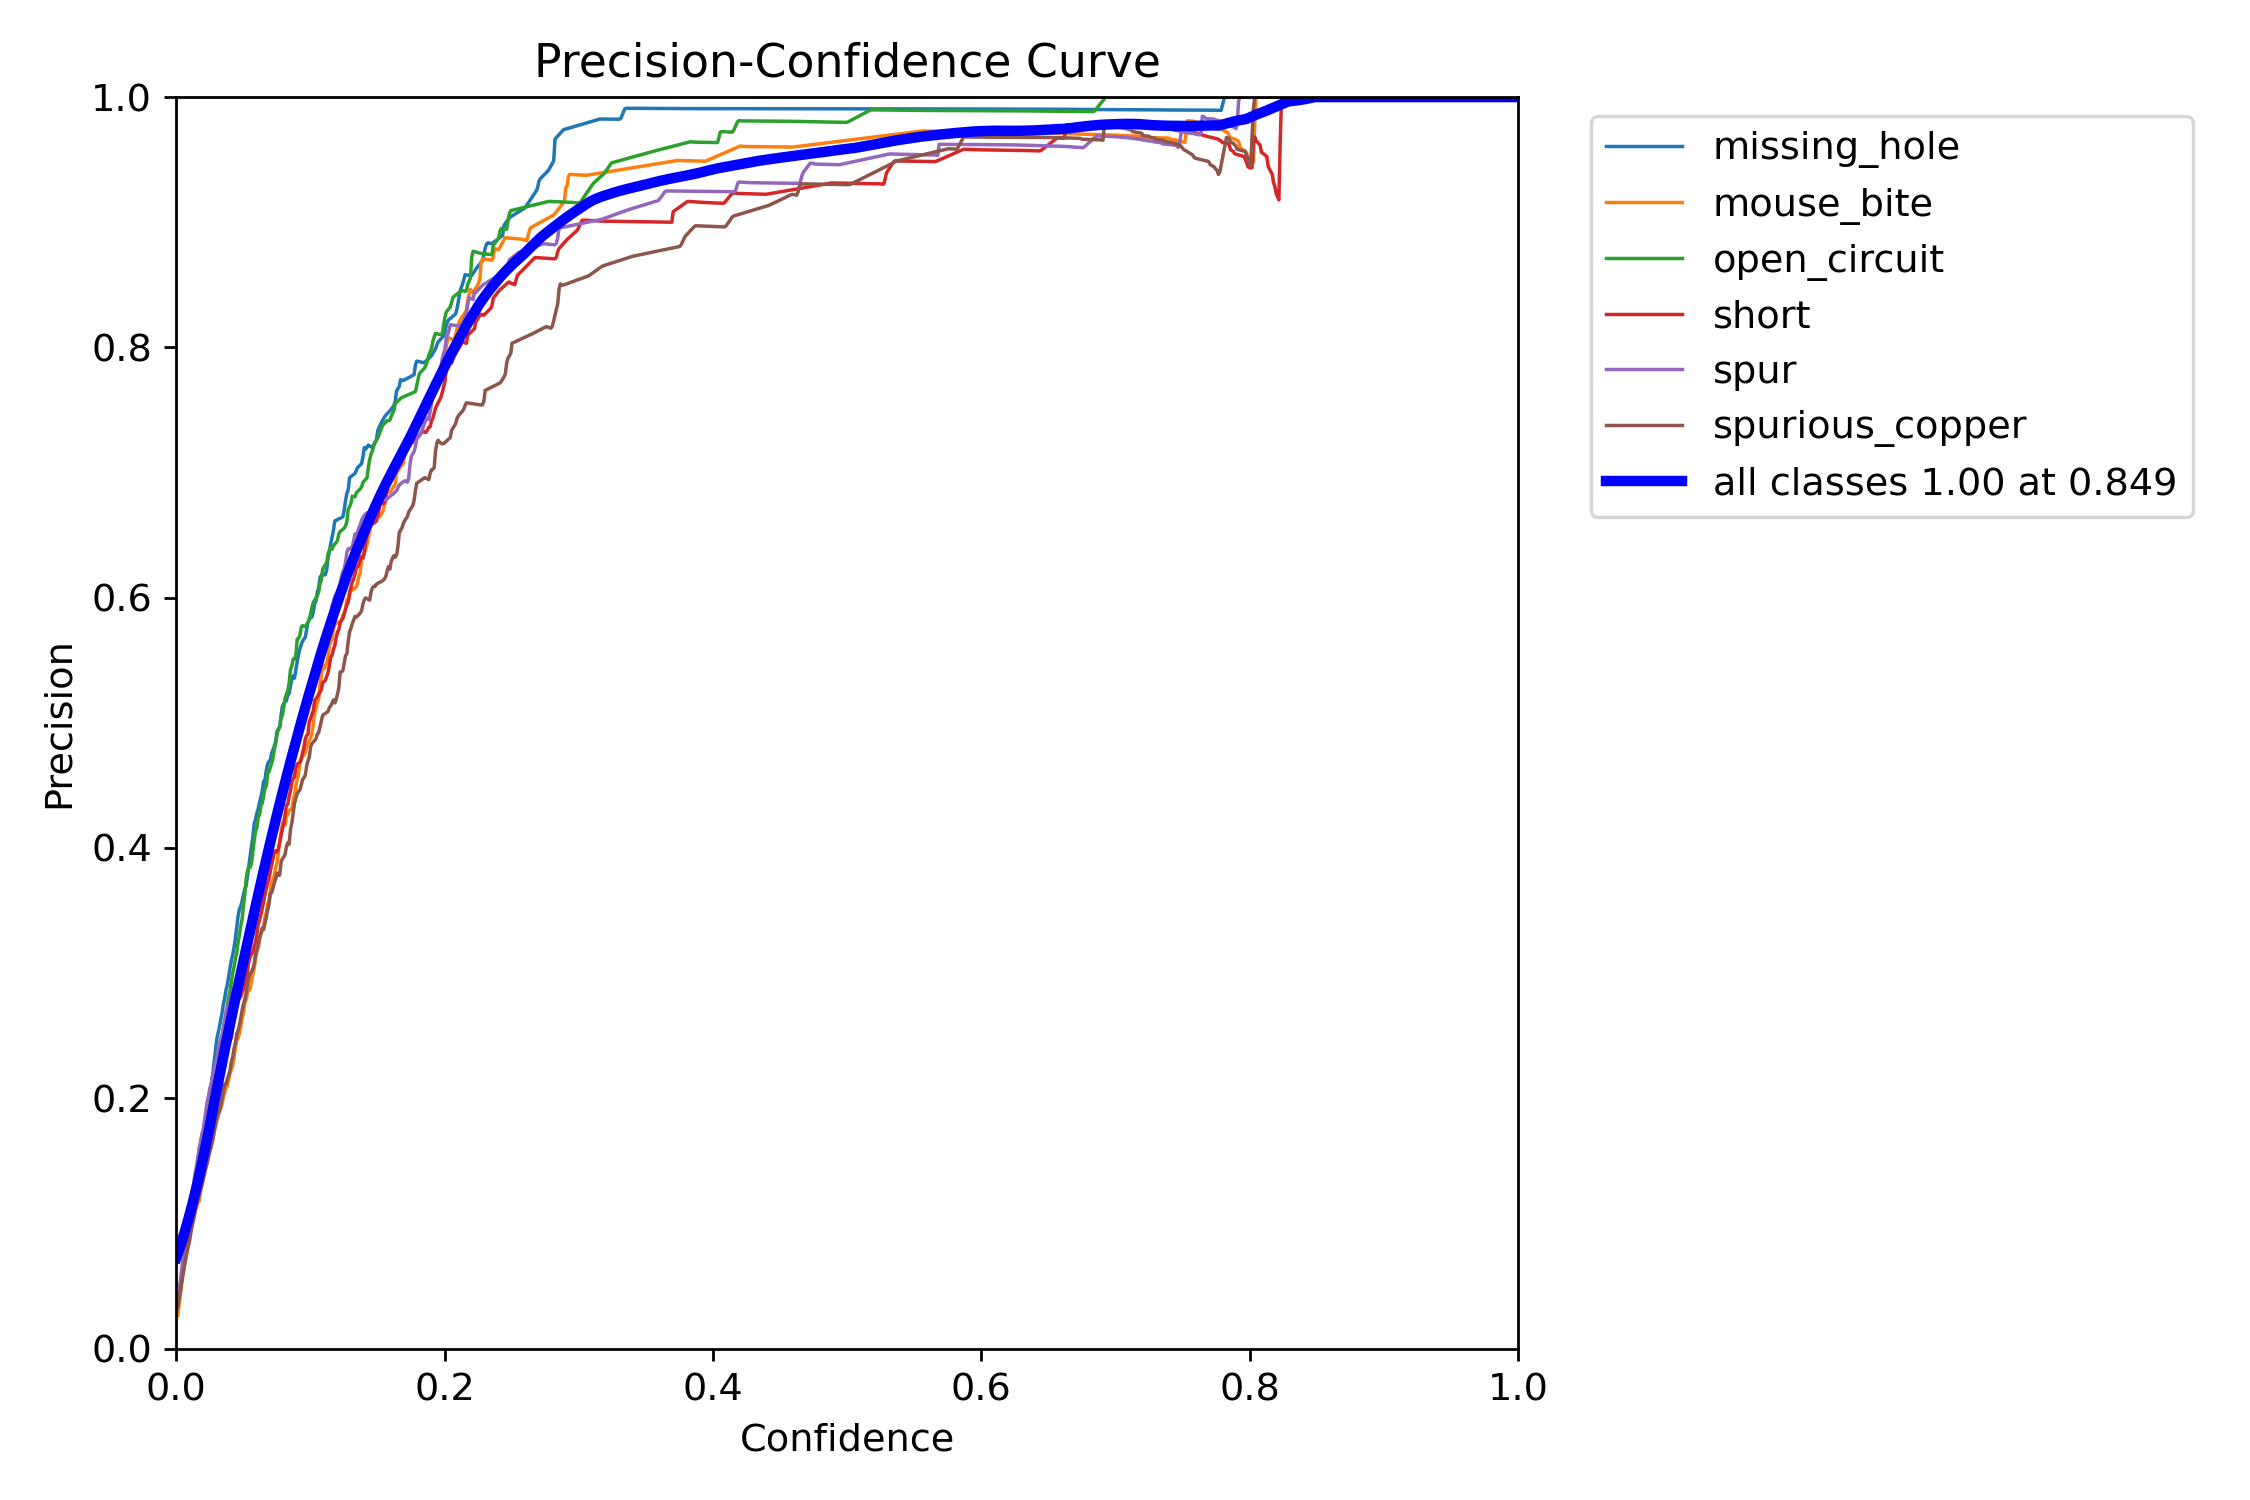 Precision-Confidence Curve
1.0
0.8
0.6
0.4
0.2
0.0
Precision
0.0 0.2 0.4 0.6 0.8 1.0
Confidence
missing_hole
mouse_bite
open_circuit
short
spur
spurious_copper
all classes 1.00 at 0.849